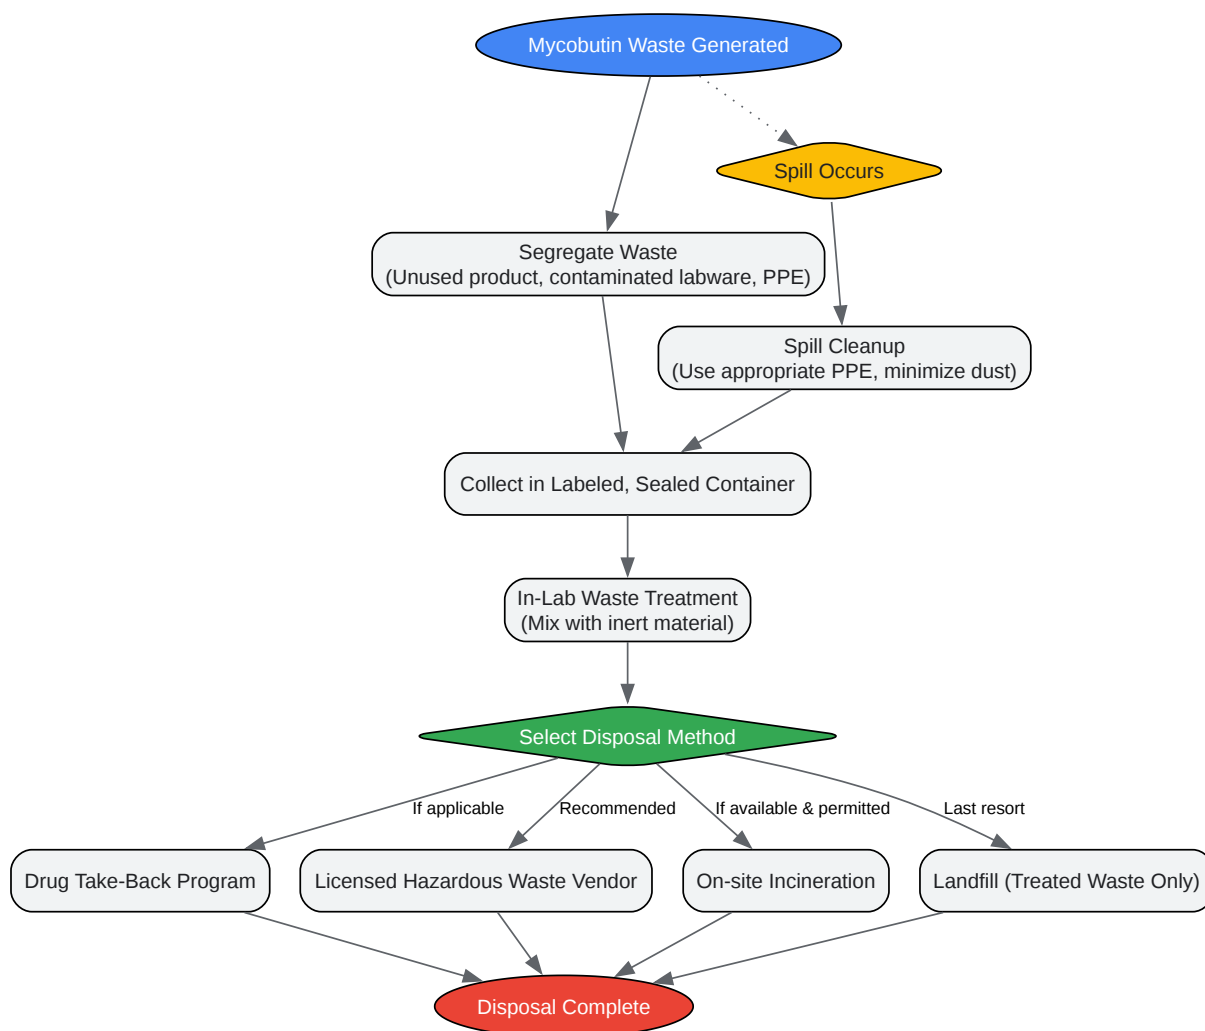 Mycobutin Waste Generated
Spill Occurs
Segregate Waste
(Unused product, contaminated labware, PPE)
Spill Cleanup
(Use appropriate PPE, minimize dust)
Collect in Labeled, Sealed Container
In-Lab Waste Treatment
(Mix with inert material)
Select Disposal Method
If applicable
Recommended
If available & permitted
Last resort
Drug Take-Back Program
Licensed Hazardous Waste Vendor
On-site Incineration
Landfill (Treated Waste Only)
Disposal Complete